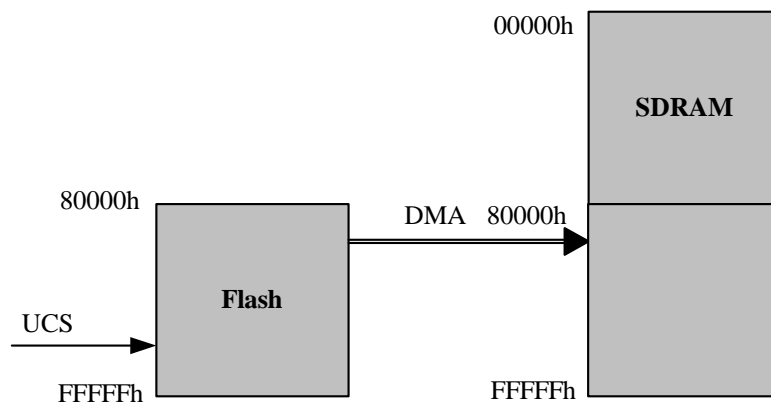 00000h
SDRAM
80000h
DMA 80000h
Flash
UCS
FFFFFh
FFFFFh